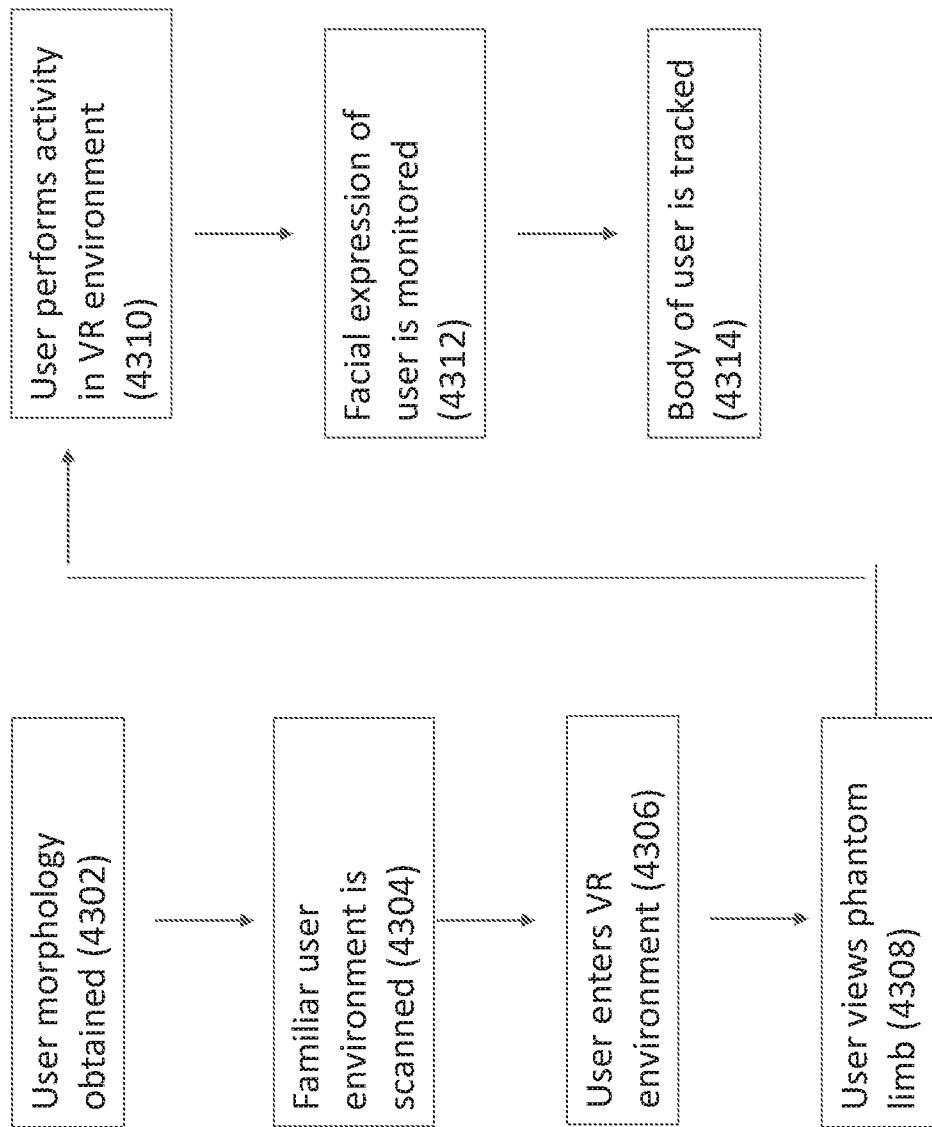 User morphology
obtained (4302)
Familiar user
environment is
scanned (4304)
User enters VR
environment (4306)
User views phantom
limb (4308)
User performs activity
in VR environment
(4310)
Facial expression of
user is monitored
(4312)
Body of user is tracked
(4314)